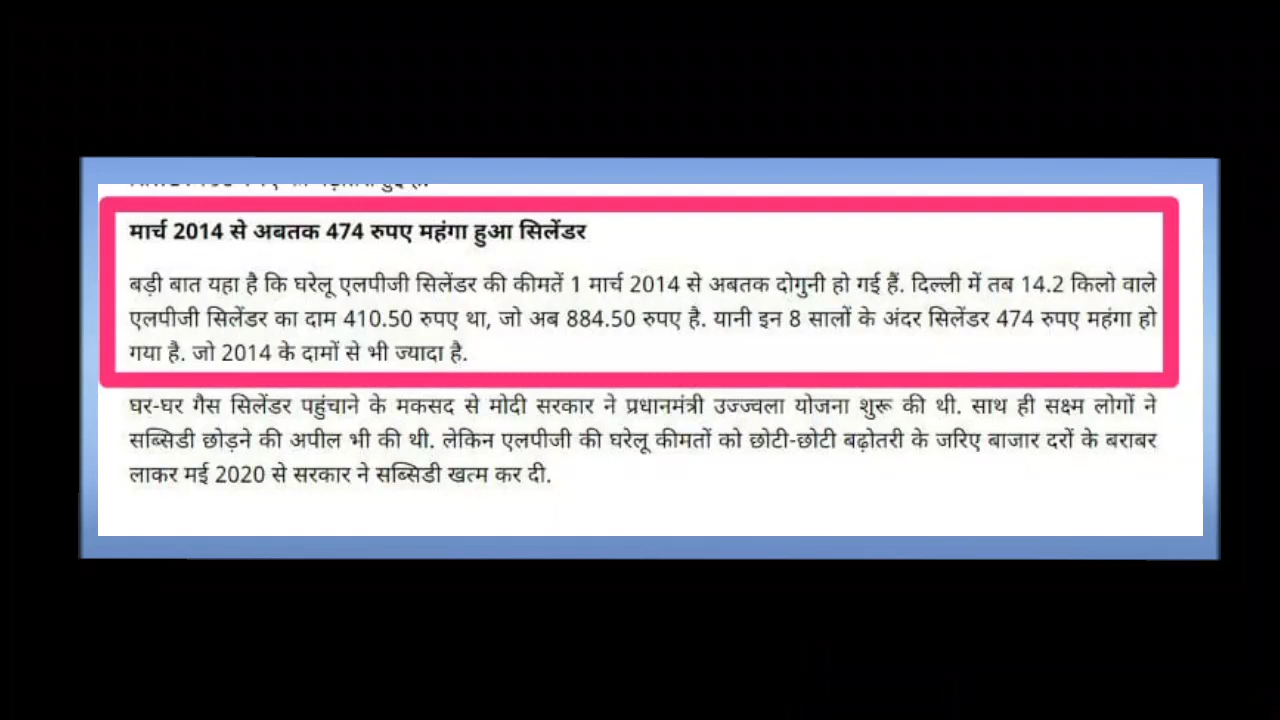 मार्च 2014 से अबतक 474 रुपए महंगा हुआ सिलेंडर
बड़ी बात यहा है कि घरेलू एलपीजी सिलेंडर की कीमतें 1 मार्च 2014 से अबतक दोगुनी हो गई हैं. दिल्ली में तब 14.2 किलो वाले
एलपीजी सिलेंडर का दाम 410.50 रुपए था, जो अब 884.50 रुपए है. यानी इन 8 सालों के अंदर सिलेंडर 474 रुपए महंगा हो
गया है. जो 2014 के दामों से भी ज्यादा है.
घर-घर गैस सिलेंडर पहुंचाने के मकसद से मोदी सरकार ने प्रधानमंत्री उज्ज्वला योजना शुरू की थी. साथ ही सक्ष्म लोगों ने
सब्सिडी छोड़ने की अपील भी की थी. लेकिन एलपीजी की घरेलू कीमतों को छोटी-छोटी बढ़ोतरी के जरिए बाजार दरों के बराबर
लाकर मई 2020 से सरकार ने सब्सिडी खत्म कर दी.